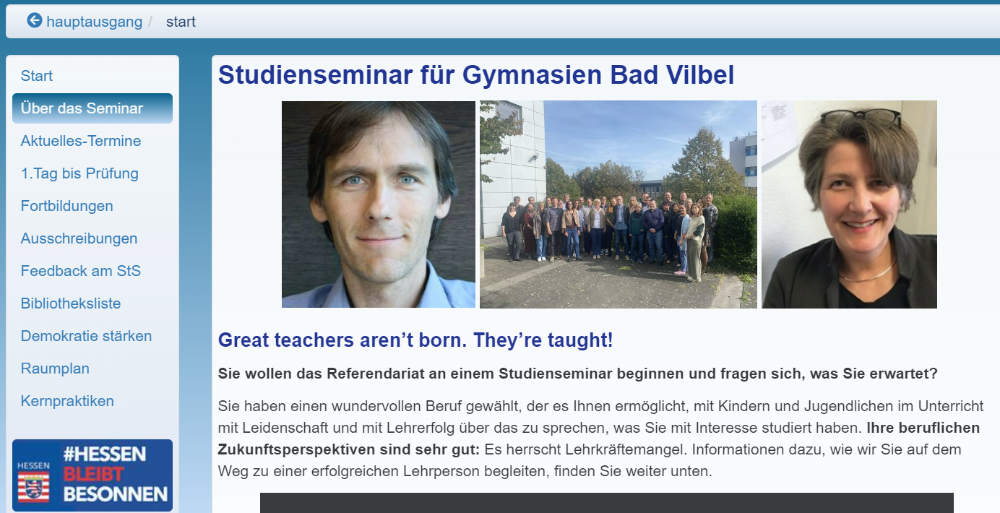 hauptausgang / start
Start
Über das Seminar
Aktuelles-Termine
1.Tag bis Prüfung
Fortbildungen
Ausschreibungen
Feedback am StS
Bibliotheksliste
Demokratie stärken
Raumplan
Kernpraktiken
HESSEN
#HESSEN
BLEIBT
BESONNEN
Studienseminar für Gymnasien Bad Vilbel
Great teachers aren’t born. They’re taught!
Sie wollen das Referendariat an einem Studienseminar beginnen und fragen sich, was Sie erwartet?
Sie haben einen wundervollen Beruf gewählt, der es Ihnen ermöglicht, mit Kindern und Jugendlichen im Unterricht
mit Leidenschaft und mit Lehrerfolg über das zu sprechen, was Sie mit Interesse studiert haben. Ihre beruflichen
Zukunftsperspektiven sind sehr gut: Es herrscht Lehrkräftemangel. Informationen dazu, wie wir Sie auf dem
Weg zu einer erfolgreichen Lehrperson begleiten, finden Sie weiter unten.